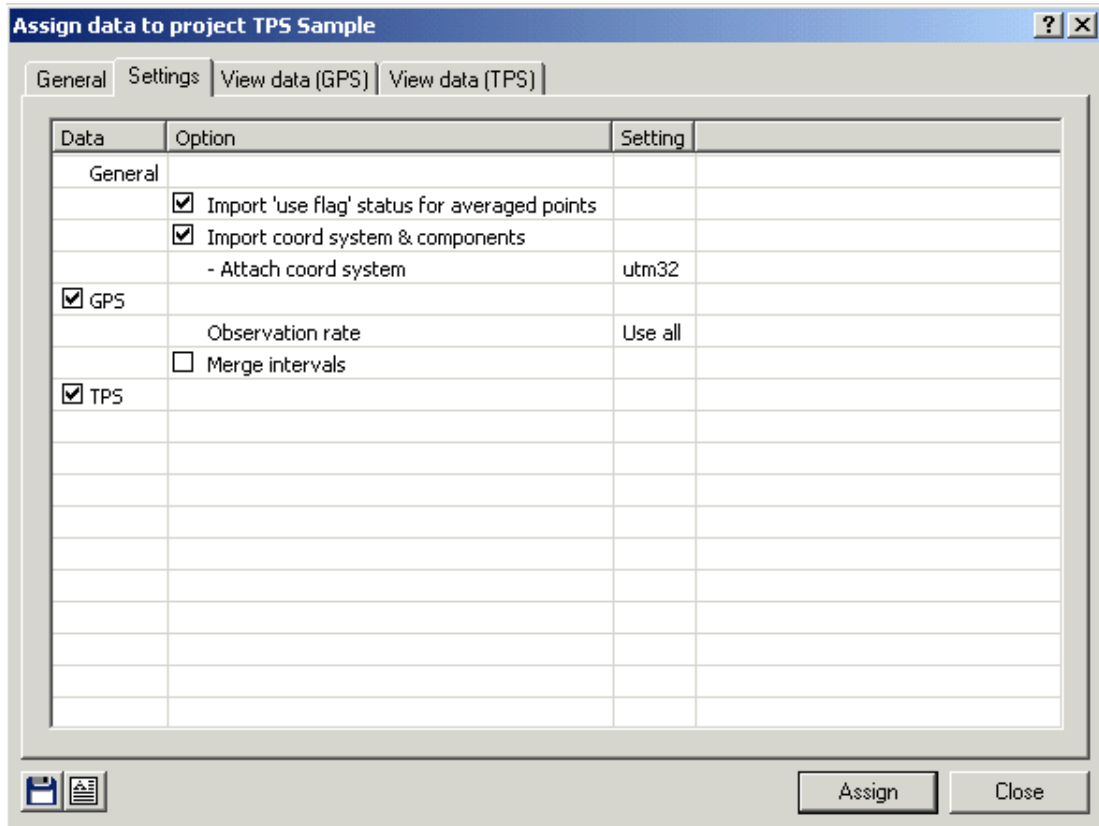 Assign data to project TPS Sample
General Settings View data (GPS) View data (TPS)
Data Option Setting
General
Import 'use flag' status for averaged points
Import coord system & components
- Attach coord system utm32
GPS
Observation rate Use all
Merge intervals
TPS
Assign Close